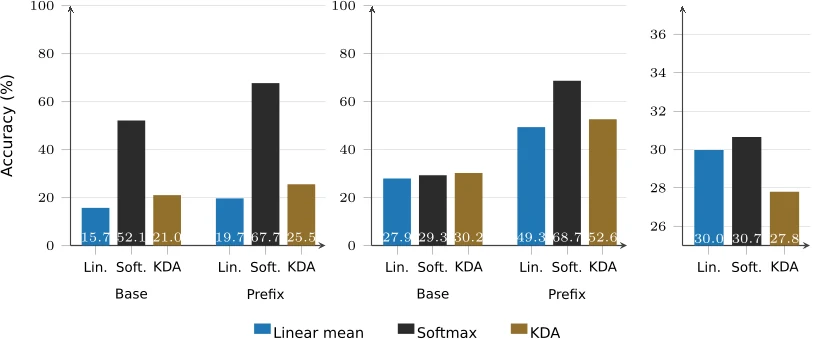 100
80
60
40
20
0
Accuracy (%)
15.7 52.1 21.0 19.7 67.7 25.5
Lin. Soft. KDA Lin. Soft. KDA
Base Prefix
100
80
60
40
20
0
27.9 29.3 30.2 49.3 68.7 52.6
Lin. Soft. KDA Lin. Soft. KDA
Base Prefix
36
34
32
30
28
26
30.0 30.7 27.8
Lin. Soft. KDA
Linear mean Softmax KDA